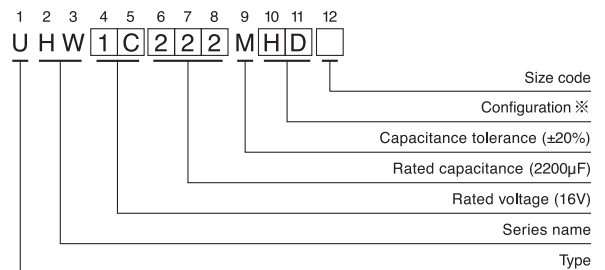 1 2 3 4 5 6 7 8 9 10 11 12
U H W 1 C 2 2 2 M H D
Size code
Configuration ※
Capacitance tolerance (±20%)
Rated capacitance (2200µF)
Rated voltage (16V)
Series name
Type